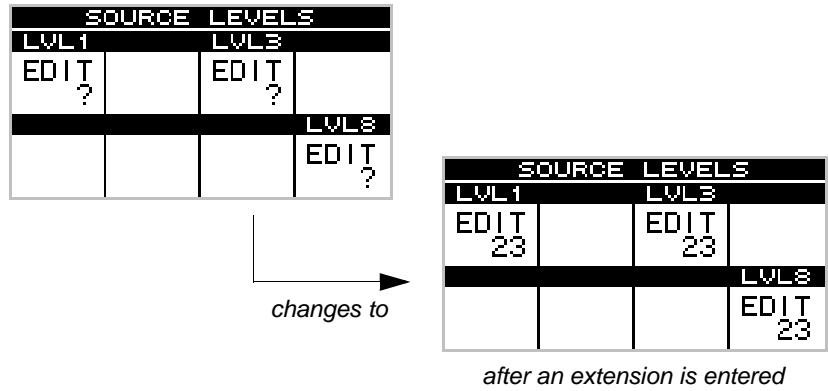 SOURCE LEVELS
LVL1 LVL3
EDIT EDIT
? ?
LVL8
EDIT
?
changes to
SOURCE LEVELS
LVL1 LVL3
EDIT EDIT
23 23
LVL8
EDIT
23
after an extension is entered